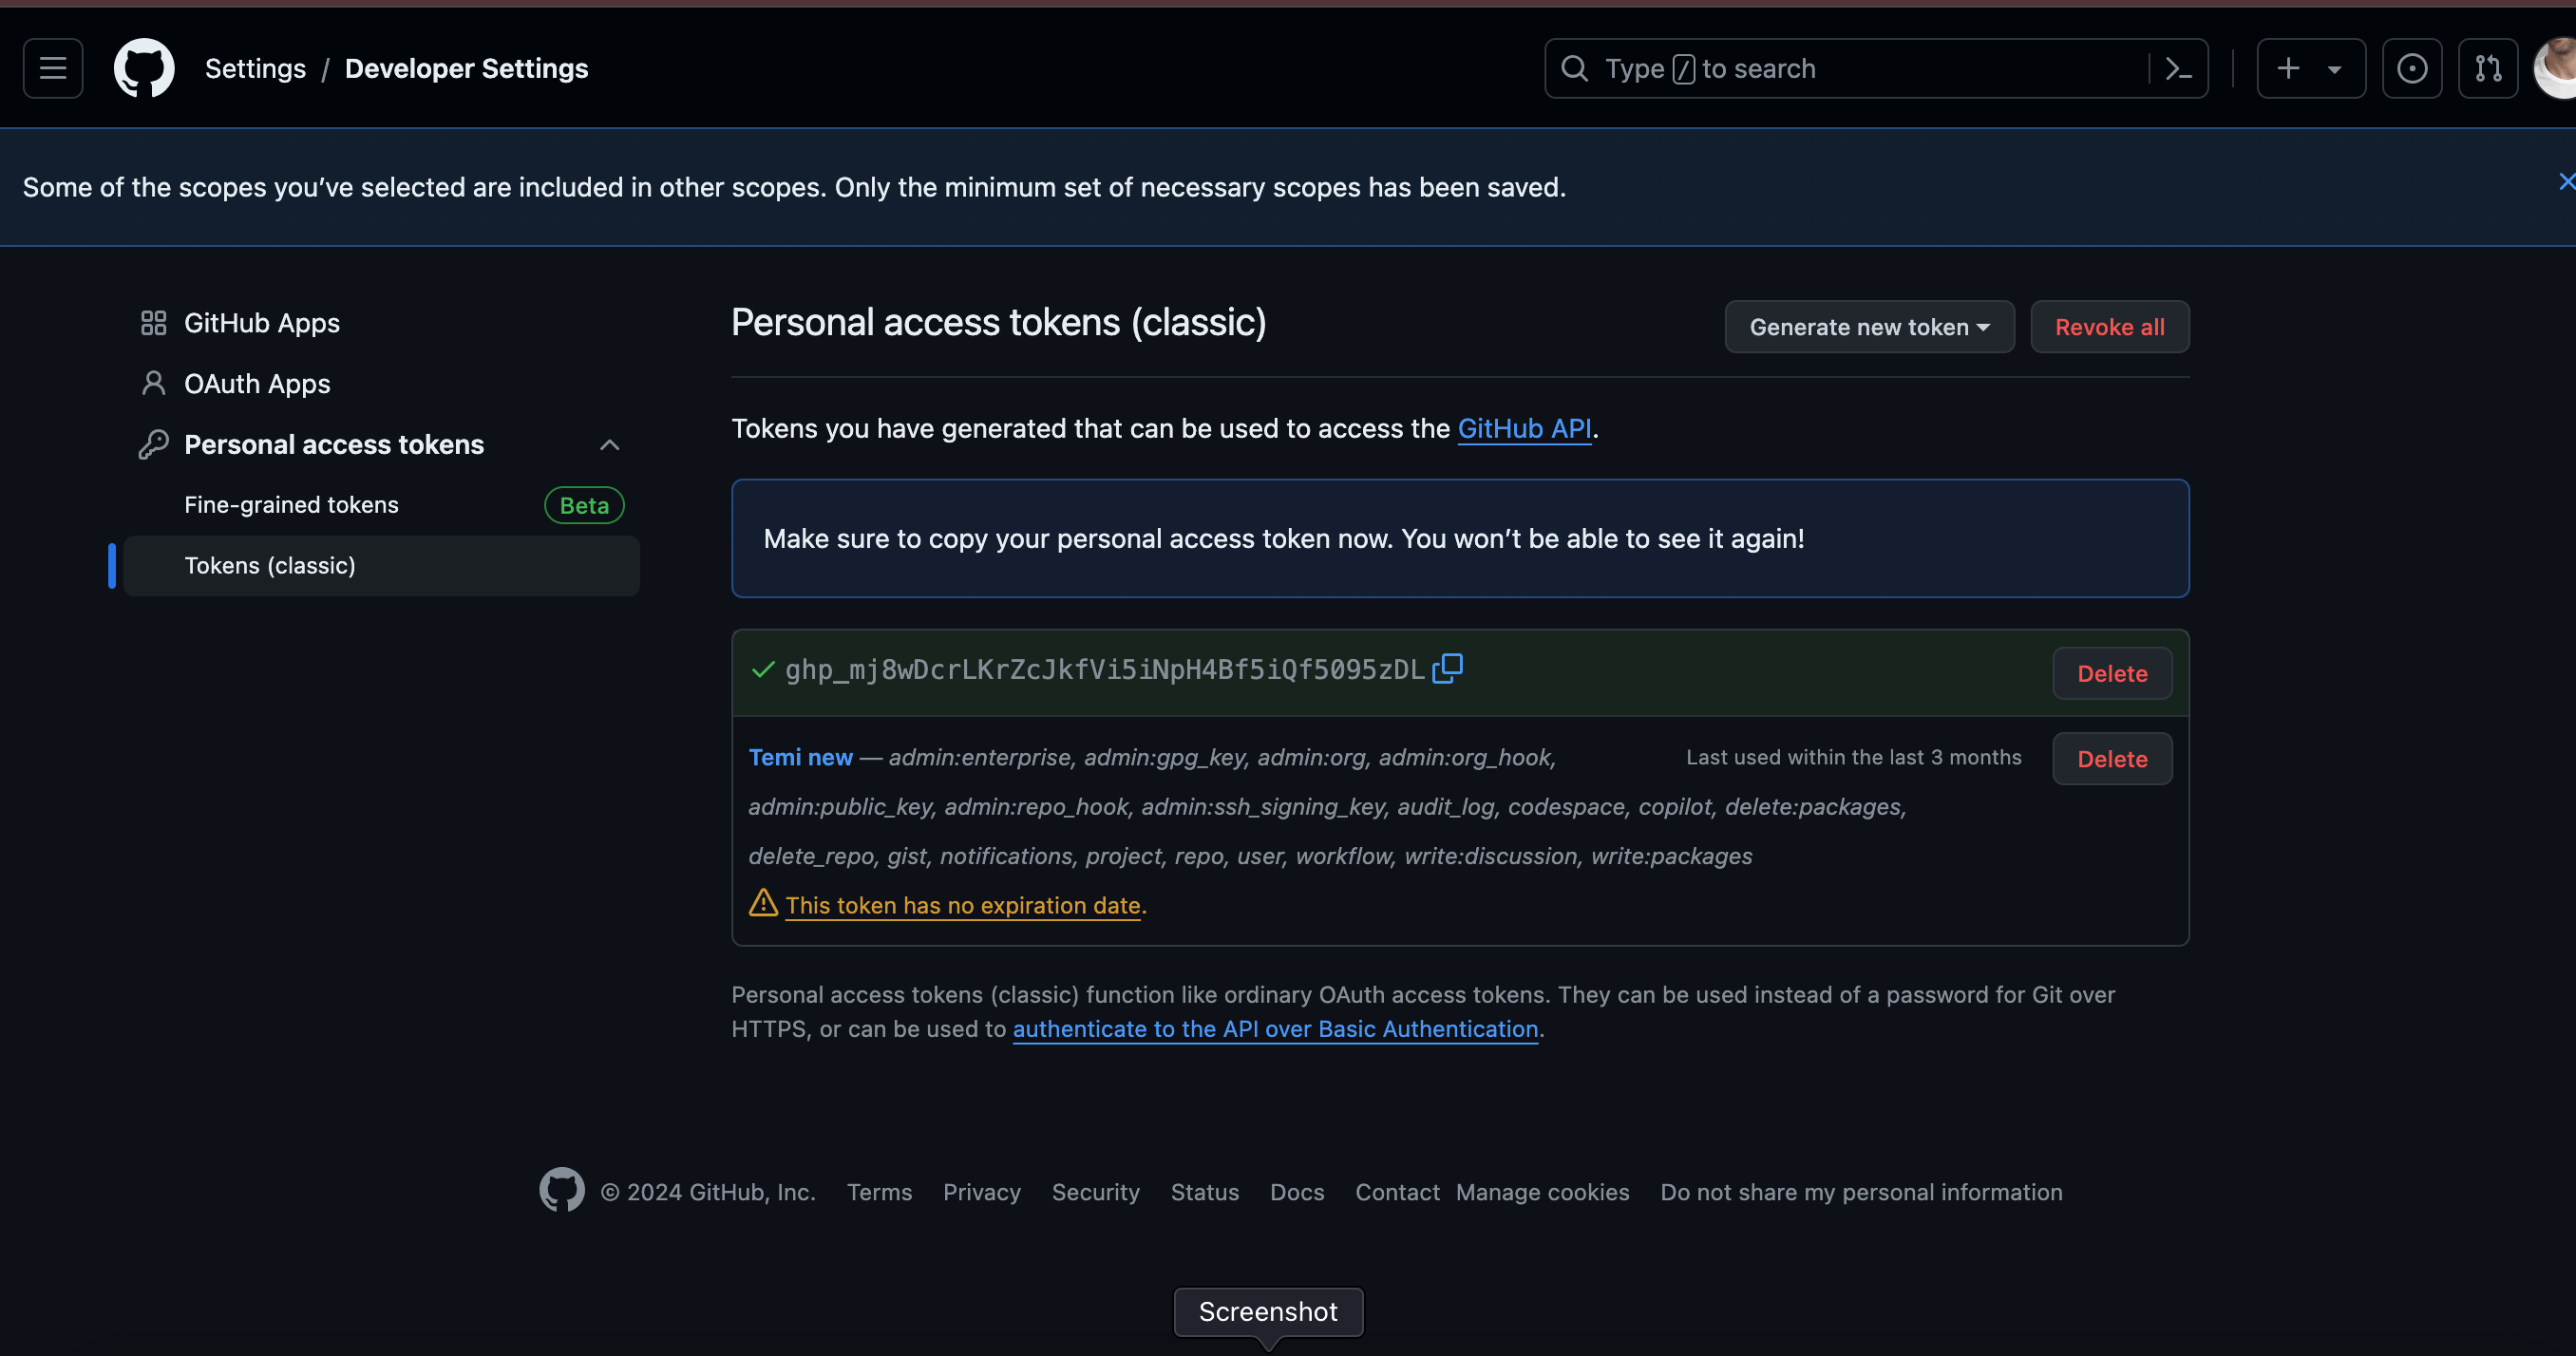 Settings / Developer Settings
Type / to search
Some of the scopes you’ve selected are included in other scopes. Only the minimum set of necessary scopes has been saved.
GitHub Apps
OAuth Apps
Personal access tokens
Fine-grained tokens Beta
Tokens (classic)
Personal access tokens (classic)
Generate new token
Revoke all
Tokens you have generated that can be used to access the GitHub API.
Make sure to copy your personal access token now. You won’t be able to see it again!
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
Delete
Temi new — admin:enterprise, admin:gpg_key, admin:org, admin:org_hook,
Last used within the last 3 months
Delete
admin:public_key, admin:repo_hook, admin:ssh_signing_key, audit_log, codespace, copilot, delete:packages,
delete_repo, gist, notifications, project, repo, user, workflow, write:discussion, write:packages
This token has no expiration date.
Personal access tokens (classic) function like ordinary OAuth access tokens. They can be used instead of a password for Git over
HTTPS, or can be used to authenticate to the API over Basic Authentication.
© 2024 GitHub, Inc. Terms Privacy Security Status Docs Contact Manage cookies Do not share my personal information
Screenshot